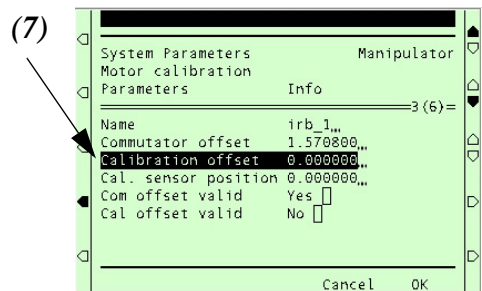 (7)
System Parameters Manipulator
Motor calibration
Parameters Info
3(6)=
Name irb_1…
Commutator offset 1.570800…
Calibration offset 0.000000…
Cal. sensor position 0.000000…
Com offset valid Yes
Cal offset valid No
Cancel OK